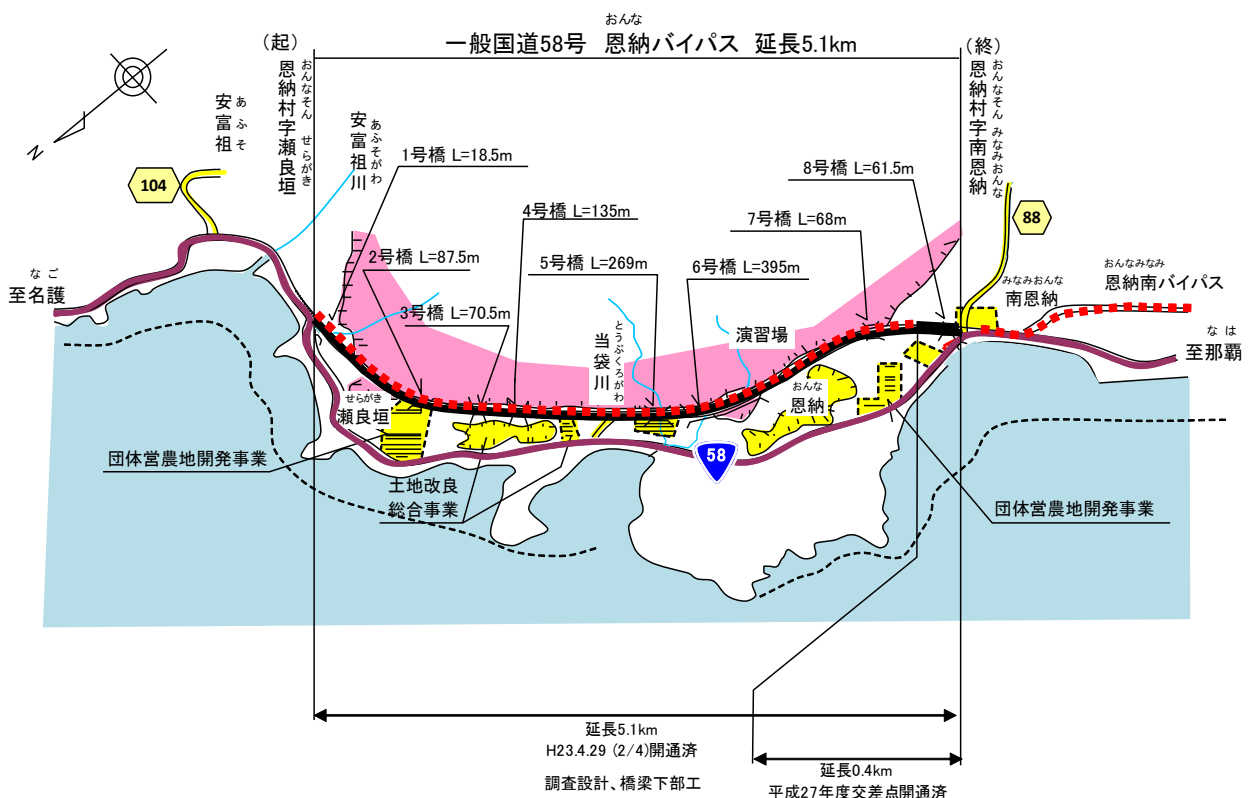 おんな
一般国道58号 恩納バイパス 延長5.1km
(起)
恩納村字瀬良垣
おんなそん せらがき
(終)
恩納村字南恩納
おんなそん みなみおんな
N
安富祖
あふそ
安富祖川
あふそがわ
104
88
1号橋 L=18.5m
2号橋 L=87.5m
3号橋 L=70.5m
4号橋 L=135m
5号橋 L=269m
6号橋 L=395m
7号橋 L=68m
8号橋 L=61.5m
なご
至名護
みなみおんな
南恩納
おんなみなみ
恩納南バイパス
なは
至那覇
当袋川
とうぶくろがわ
演習場
せらがき
瀬良垣
おんな
恩納
58
団体営農地開発事業
土地改良
総合事業
団体営農地開発事業
延長5.1km
H23.4.29 (2/4)開通済
調査設計、橋梁下部工
延長0.4km
平成27年度交差点開通済